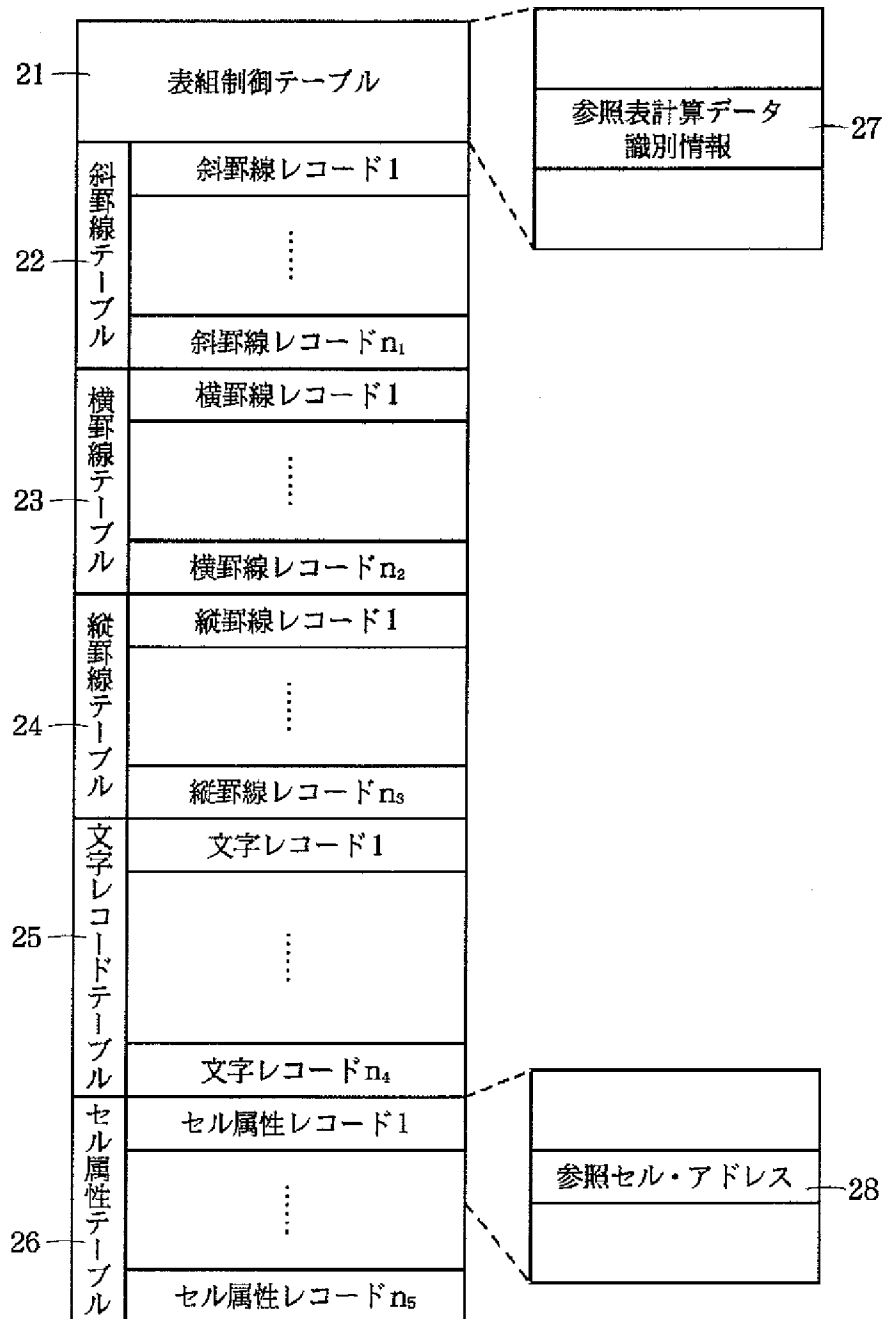 21
表組制御テーブル
参照表計算データ
識別情報
27
斜罫線テーブル
22
斜罫線レコード1
⋮
斜罫線レコードn₁
横罫線テーブル
23
横罫線レコード1
⋮
横罫線レコードn₂
縦罫線テーブル
24
縦罫線レコード1
⋮
縦罫線レコードn₃
文字レコードテーブル
25
文字レコード1
⋮
文字レコードn₄
セル属性テーブル
26
セル属性レコード1
⋮
セル属性レコードn₅
参照セル・アドレス
28